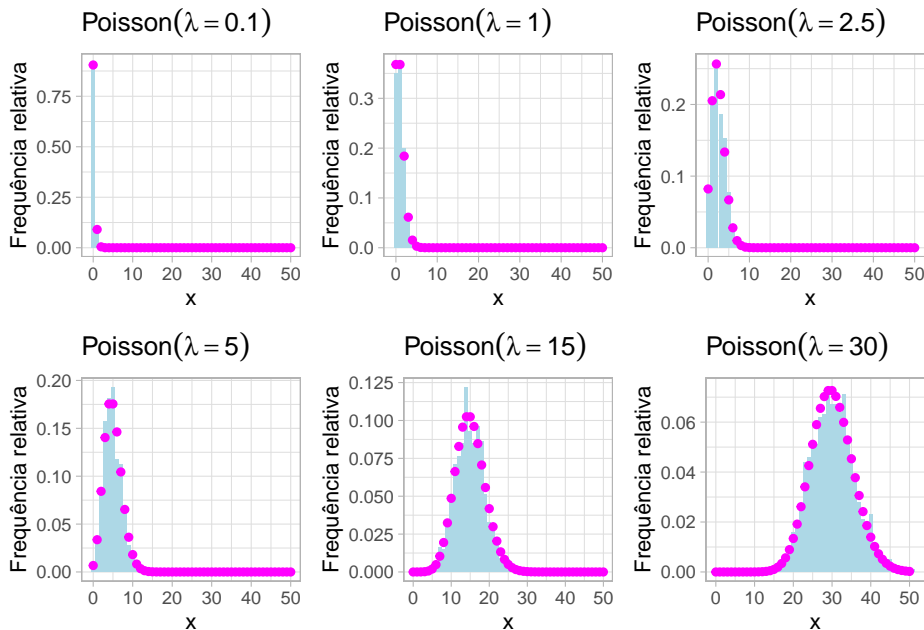 Poisson(λ = 0.1)
Frequência relativa
0.75
0.50
0.25
0.00
0 10 20 30 40 50
x
Poisson(λ = 1)
Frequência relativa
0.3
0.2
0.1
0.0
0 10 20 30 40 50
x
Poisson(λ = 2.5)
Frequência relativa
0.2
0.1
0.0
0 10 20 30 40 50
x
Poisson(λ = 5)
Frequência relativa
0.20
0.15
0.10
0.05
0.00
0 10 20 30 40 50
x
Poisson(λ = 15)
Frequência relativa
0.125
0.100
0.075
0.050
0.025
0.000
0 10 20 30 40 50
x
Poisson(λ = 30)
Frequência relativa
0.06
0.04
0.02
0.00
0 10 20 30 40 50
x